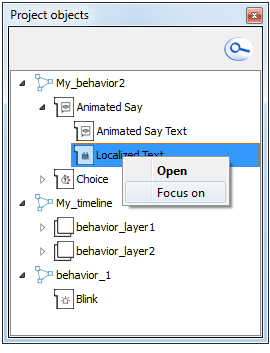 Project objects
My_behavior2
Animated Say
Animated Say Text
Localized Text
Open
Choice
Focus on
My_timeline
behavior_layer1
behavior_layer2
behavior_1
Blink